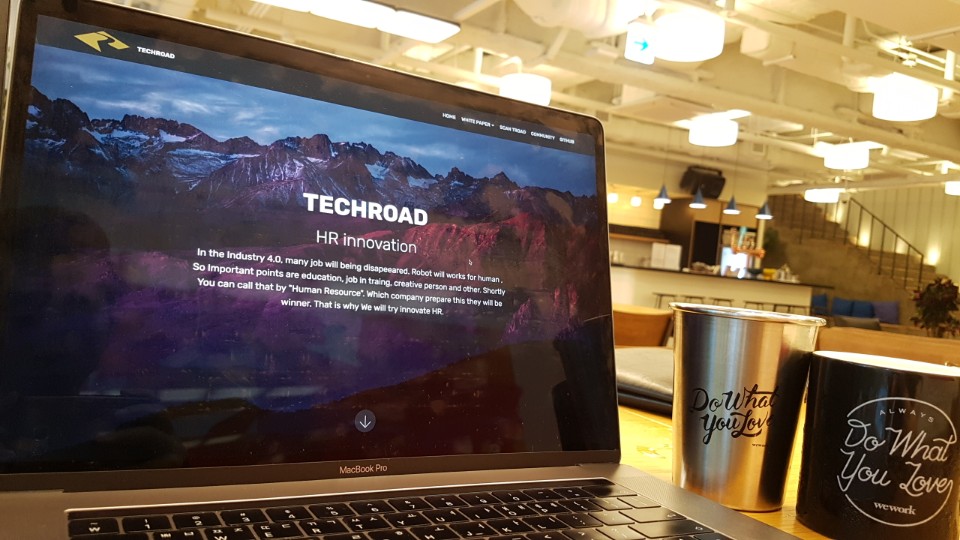 TECHROAD
HOME WHITE PAPER SCAN TROAD COMMUNITY GITHUB
TECHROAD
HR innovation
In the Industry 4.0, many job will being disapeeared, Robot will works for human ,
So Important points are education, job in traing, creative person and other. Shortly
You can call that by "Human Resource". Which company prepare this they will be
winner. That is why We will try innovate HR.
MacBook Pro
Do What
You Love
ALWAYS
Do What
You Love
wework